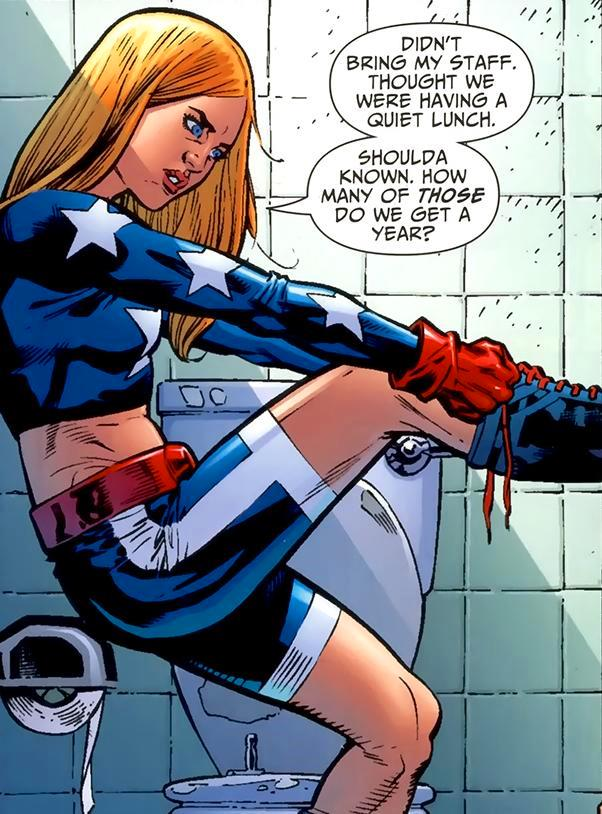 DIDN'T
BRING MY STAFF.
THOUGHT WE
WERE HAVING A
QUIET LUNCH.
SHOULDA
KNOWN. HOW
MANY OF THOSE
DO WE GET A
YEAR?